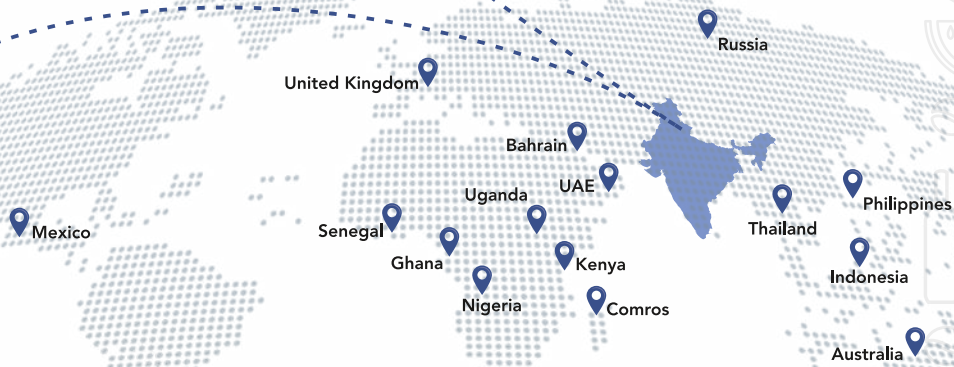 Russia
United Kingdom
Bahrain
UAE
Uganda
Philippines
Mexico
Senegal
Thailand
Ghana
Kenya
Indonesia
Nigeria
Comros
Australia